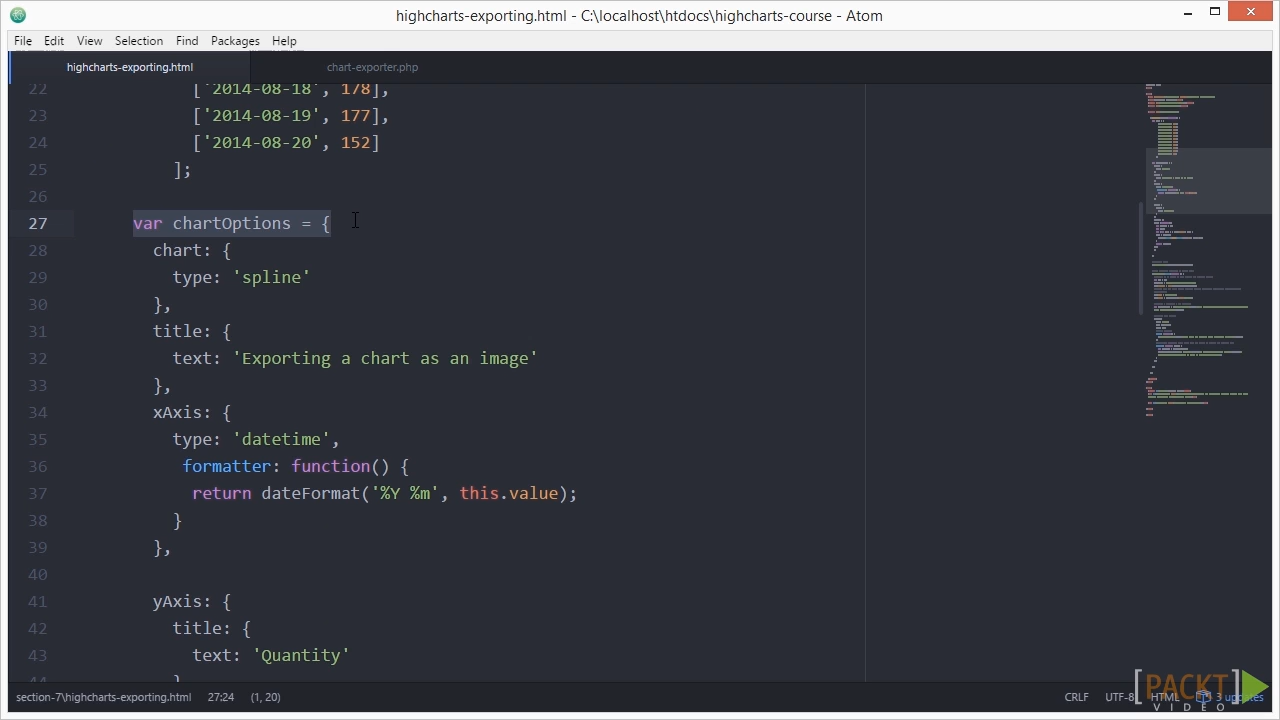 highcharts-exporting.html - C:\localhost\htdocs\highcharts-course - Atom
File Edit View Selection Find Packages Help
highcharts-exporting.html chart-exporter.php
22 ['2014-08-18', 178],
23 ['2014-08-19', 177],
24 ['2014-08-20', 152]
25 ];
26
27 var chartOptions = {
28 chart: {
29 type: 'spline'
30 },
31 title: {
32 text: 'Exporting a chart as an image'
33 },
34 xAxis: {
35 type: 'datetime',
36 formatter: function() {
37 return dateFormat('%Y %m', this.value);
38 }
39 },
40
41 yAxis: {
42 title: {
43 text: 'Quantity'
44 }
section-7\highcharts-exporting.html 27:24 (1, 20) CRLF UTF-8 HTML 3 updates
[PACKT]
VIDEO